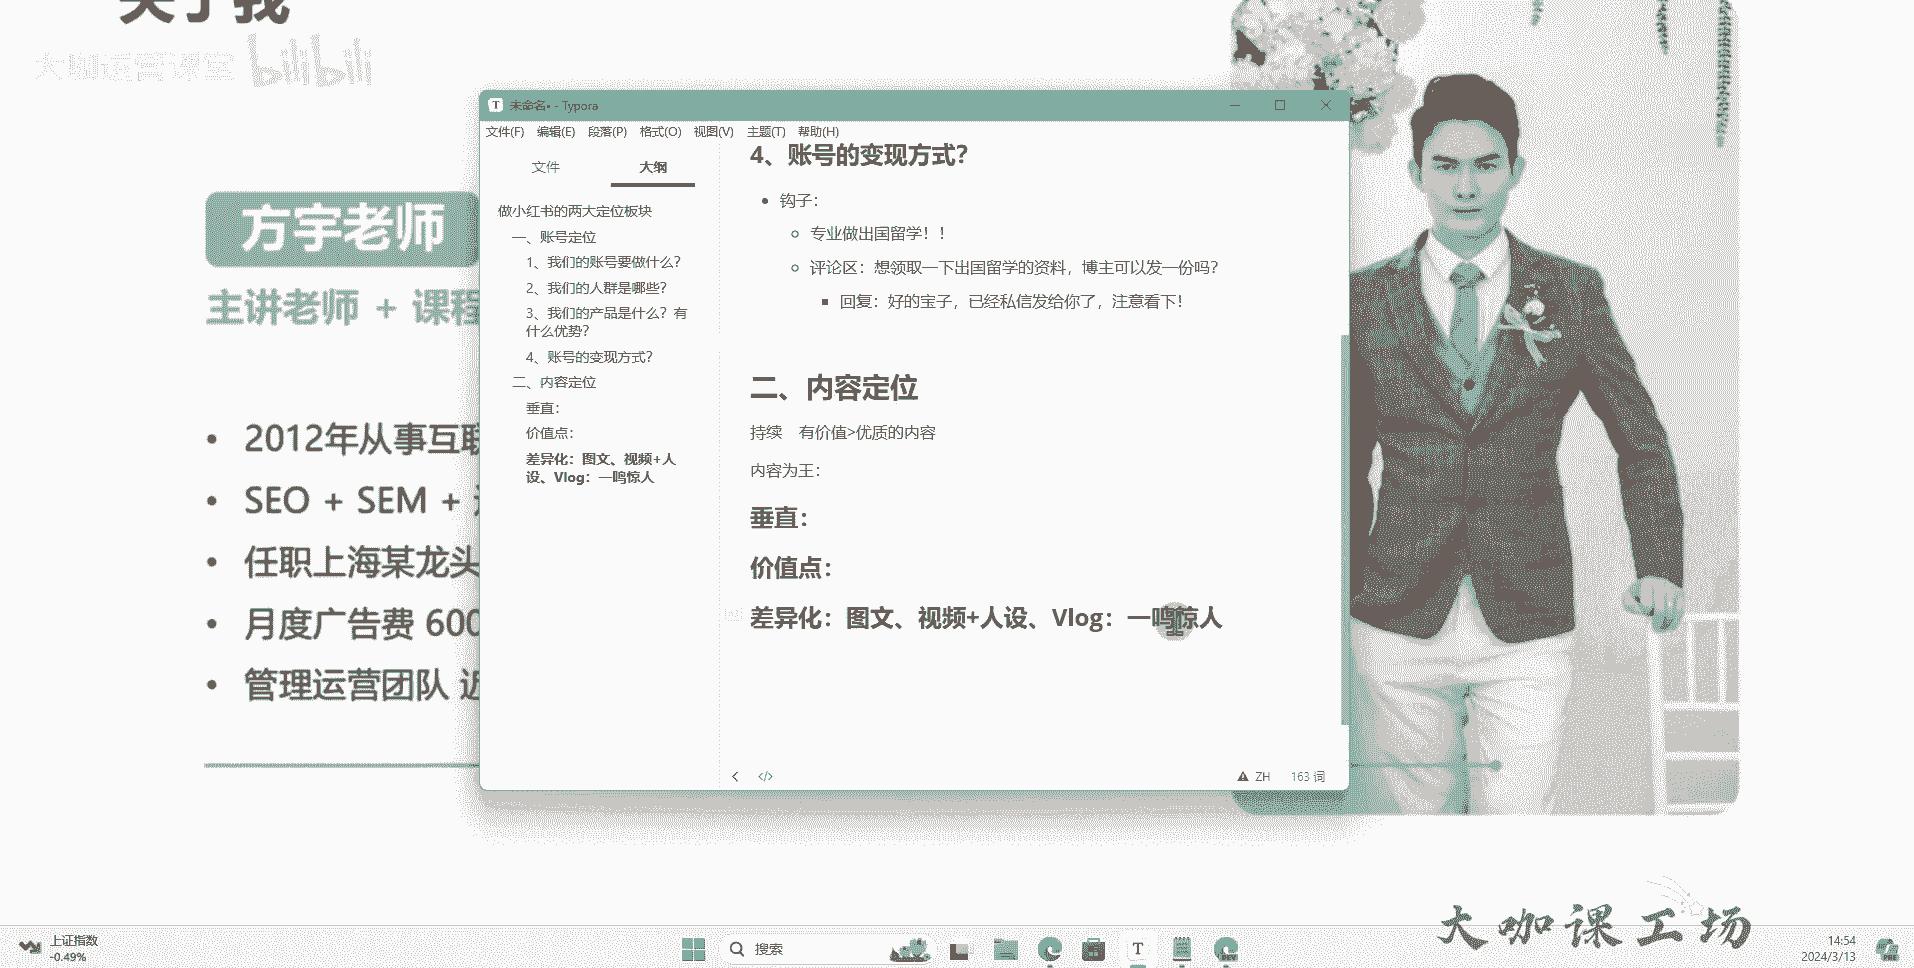 关于我
大咖运营课堂 bilibili
方宇老师
主讲老师 + 课程
2012年从事互联
SEO + SEM +
任职上海某龙头
月度广告费 600
管理运营团队 近
未命名• - Typora
文件(F) 编辑(E) 段落(P) 格式(O) 视图(V) 主题(T) 帮助(H)
文件 大纲
做小红书的两大定位板块
一、账号定位
1、我们的账号要做什么？
2、我们的人群是哪些？
3、我们的产品是什么？有
什么优势？
4、账号的变现方式？
二、内容定位
垂直：
价值点：
差异化：图文、视频+人
设、Vlog：一鸣惊人
4、账号的变现方式？
钩子：
专业做出国留学！！
评论区：想领取一下出国留学的资料，博主可以发一份吗？
回复：好的宝子，已经私信发给你了，注意看下！
二、内容定位
持续 有价值>优质的内容
内容为王：
垂直：
价值点：
差异化：图文、视频+人设、Vlog：一鸣惊人
ZH 163 词
大咖课工场
上证指数
-0.49%
搜索
14:54
2024/3/13